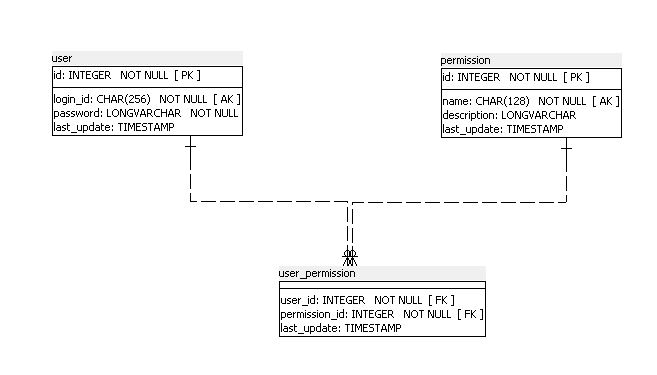 user
id: INTEGER NOT NULL [ PK ]
login_id: CHAR(256) NOT NULL [ AK ]
password: LONGVARCHAR NOT NULL
last_update: TIMESTAMP
permission
id: INTEGER NOT NULL [ PK ]
name: CHAR(128) NOT NULL [ AK ]
description: LONGVARCHAR
last_update: TIMESTAMP
user_permission
user_id: INTEGER NOT NULL [ FK ]
permission_id: INTEGER NOT NULL [ FK ]
last_update: TIMESTAMP